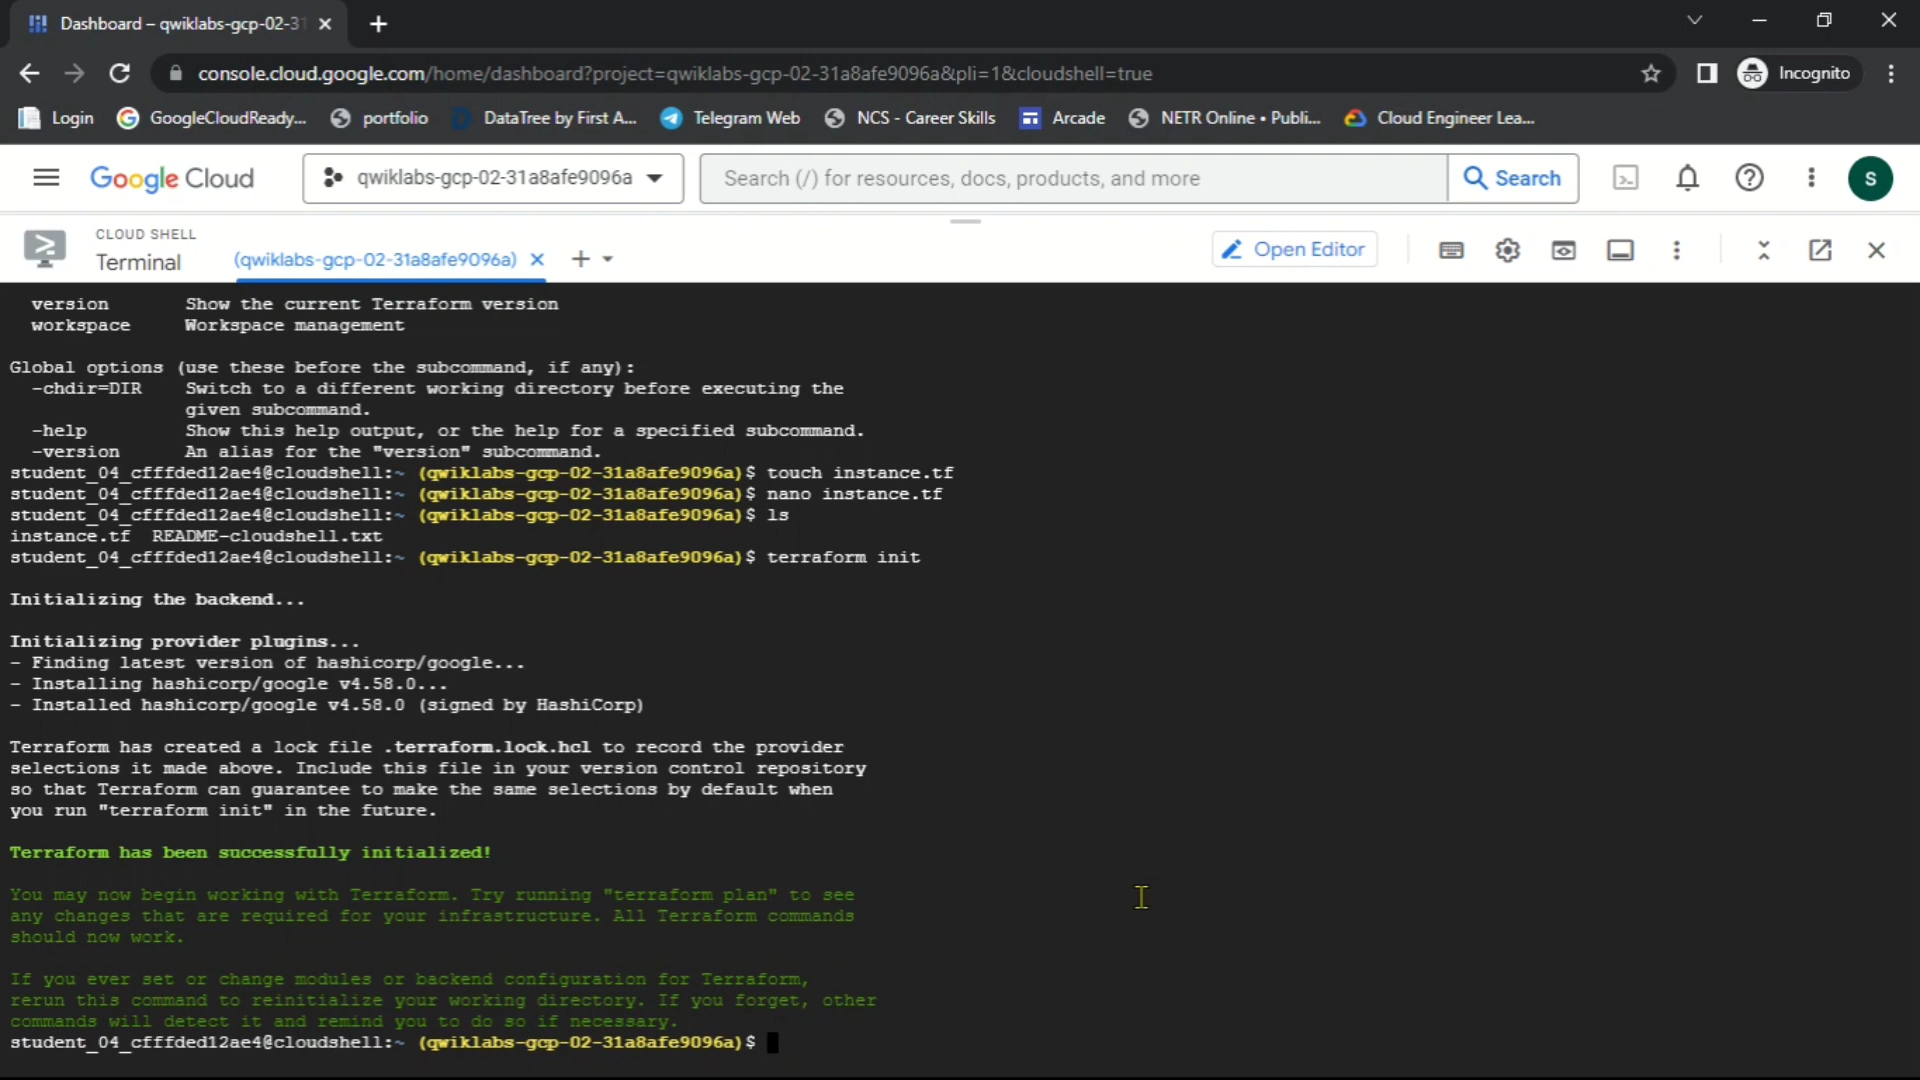 Dashboard – qwiklabs-gcp-02-31
console.cloud.google.com/home/dashboard?project=qwiklabs-gcp-02-31a8afe9096a&pli=1&cloudshell=true
Incognito
Login GoogleCloudReady... portfolio DataTree by First A... Telegram Web NCS - Career Skills Arcade NETR Online • Publi... Cloud Engineer Lea...
Google Cloud qwiklabs-gcp-02-31a8afe9096a Search (/) for resources, docs, products, and more Search S
CLOUD SHELL
Terminal (qwiklabs-gcp-02-31a8afe9096a) Open Editor
version Show the current Terraform version
workspace Workspace management
Global options (use these before the subcommand, if any):
-chdir=DIR Switch to a different working directory before executing the
given subcommand.
-help Show this help output, or the help for a specified subcommand.
-version An alias for the "version" subcommand.
student_04_cfffded12ae4@cloudshell:~ (qwiklabs-gcp-02-31a8afe9096a)$ touch instance.tf
student_04_cfffded12ae4@cloudshell:~ (qwiklabs-gcp-02-31a8afe9096a)$ nano instance.tf
student_04_cfffded12ae4@cloudshell:~ (qwiklabs-gcp-02-31a8afe9096a)$ ls
instance.tf README-cloudshell.txt
student_04_cfffded12ae4@cloudshell:~ (qwiklabs-gcp-02-31a8afe9096a)$ terraform init
Initializing the backend...
Initializing provider plugins...
- Finding latest version of hashicorp/google...
- Installing hashicorp/google v4.58.0...
- Installed hashicorp/google v4.58.0 (signed by HashiCorp)
Terraform has created a lock file .terraform.lock.hcl to record the provider
selections it made above. Include this file in your version control repository
so that Terraform can guarantee to make the same selections by default when
you run "terraform init" in the future.
Terraform has been successfully initialized!
You may now begin working with Terraform. Try running "terraform plan" to see
any changes that are required for your infrastructure. All Terraform commands
should now work.
If you ever set or change modules or backend configuration for Terraform,
rerun this command to reinitialize your working directory. If you forget, other
commands will detect it and remind you to do so if necessary.
student_04_cfffded12ae4@cloudshell:~ (qwiklabs-gcp-02-31a8afe9096a)$